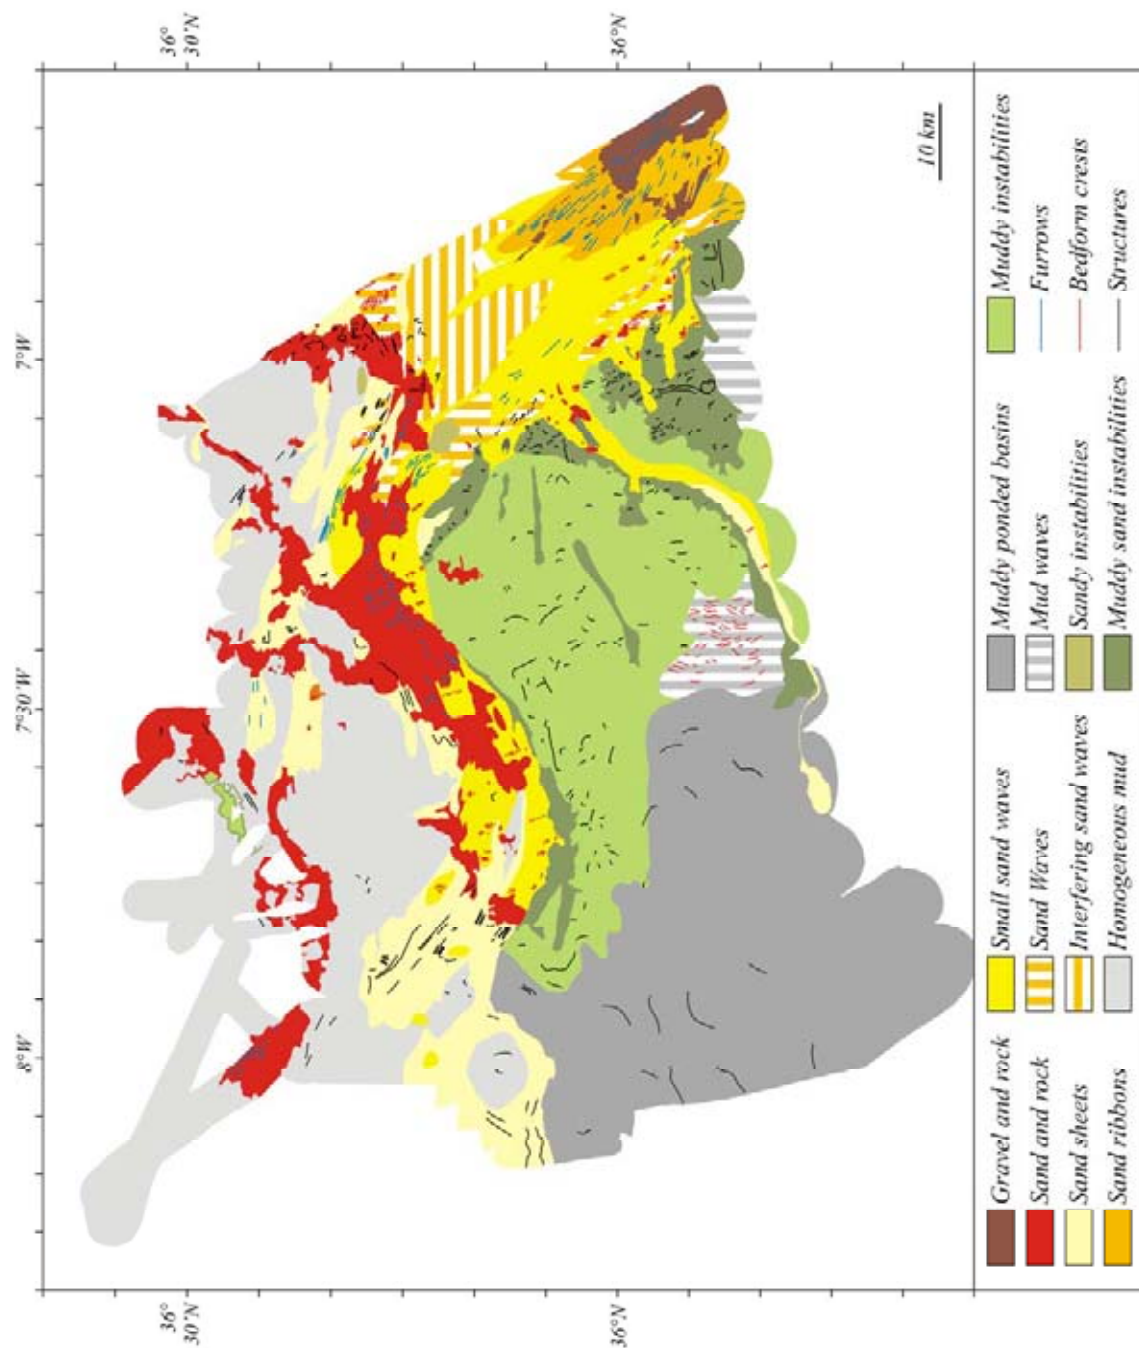 8°W
7°30'W
7°W
36°
30'N
36°
30'N
36°N
36°N
10 km
Gravel and rock
Small sand waves
Muddy ponded basins
Muddy instabilities
Sand and rock
Sand Waves
Mud waves
Furrows
Sand sheets
Interfering sand waves
Sandy instabilities
Bedform crests
Sand ribbons
Homogeneous mud
Muddy sand instabilities
Structures